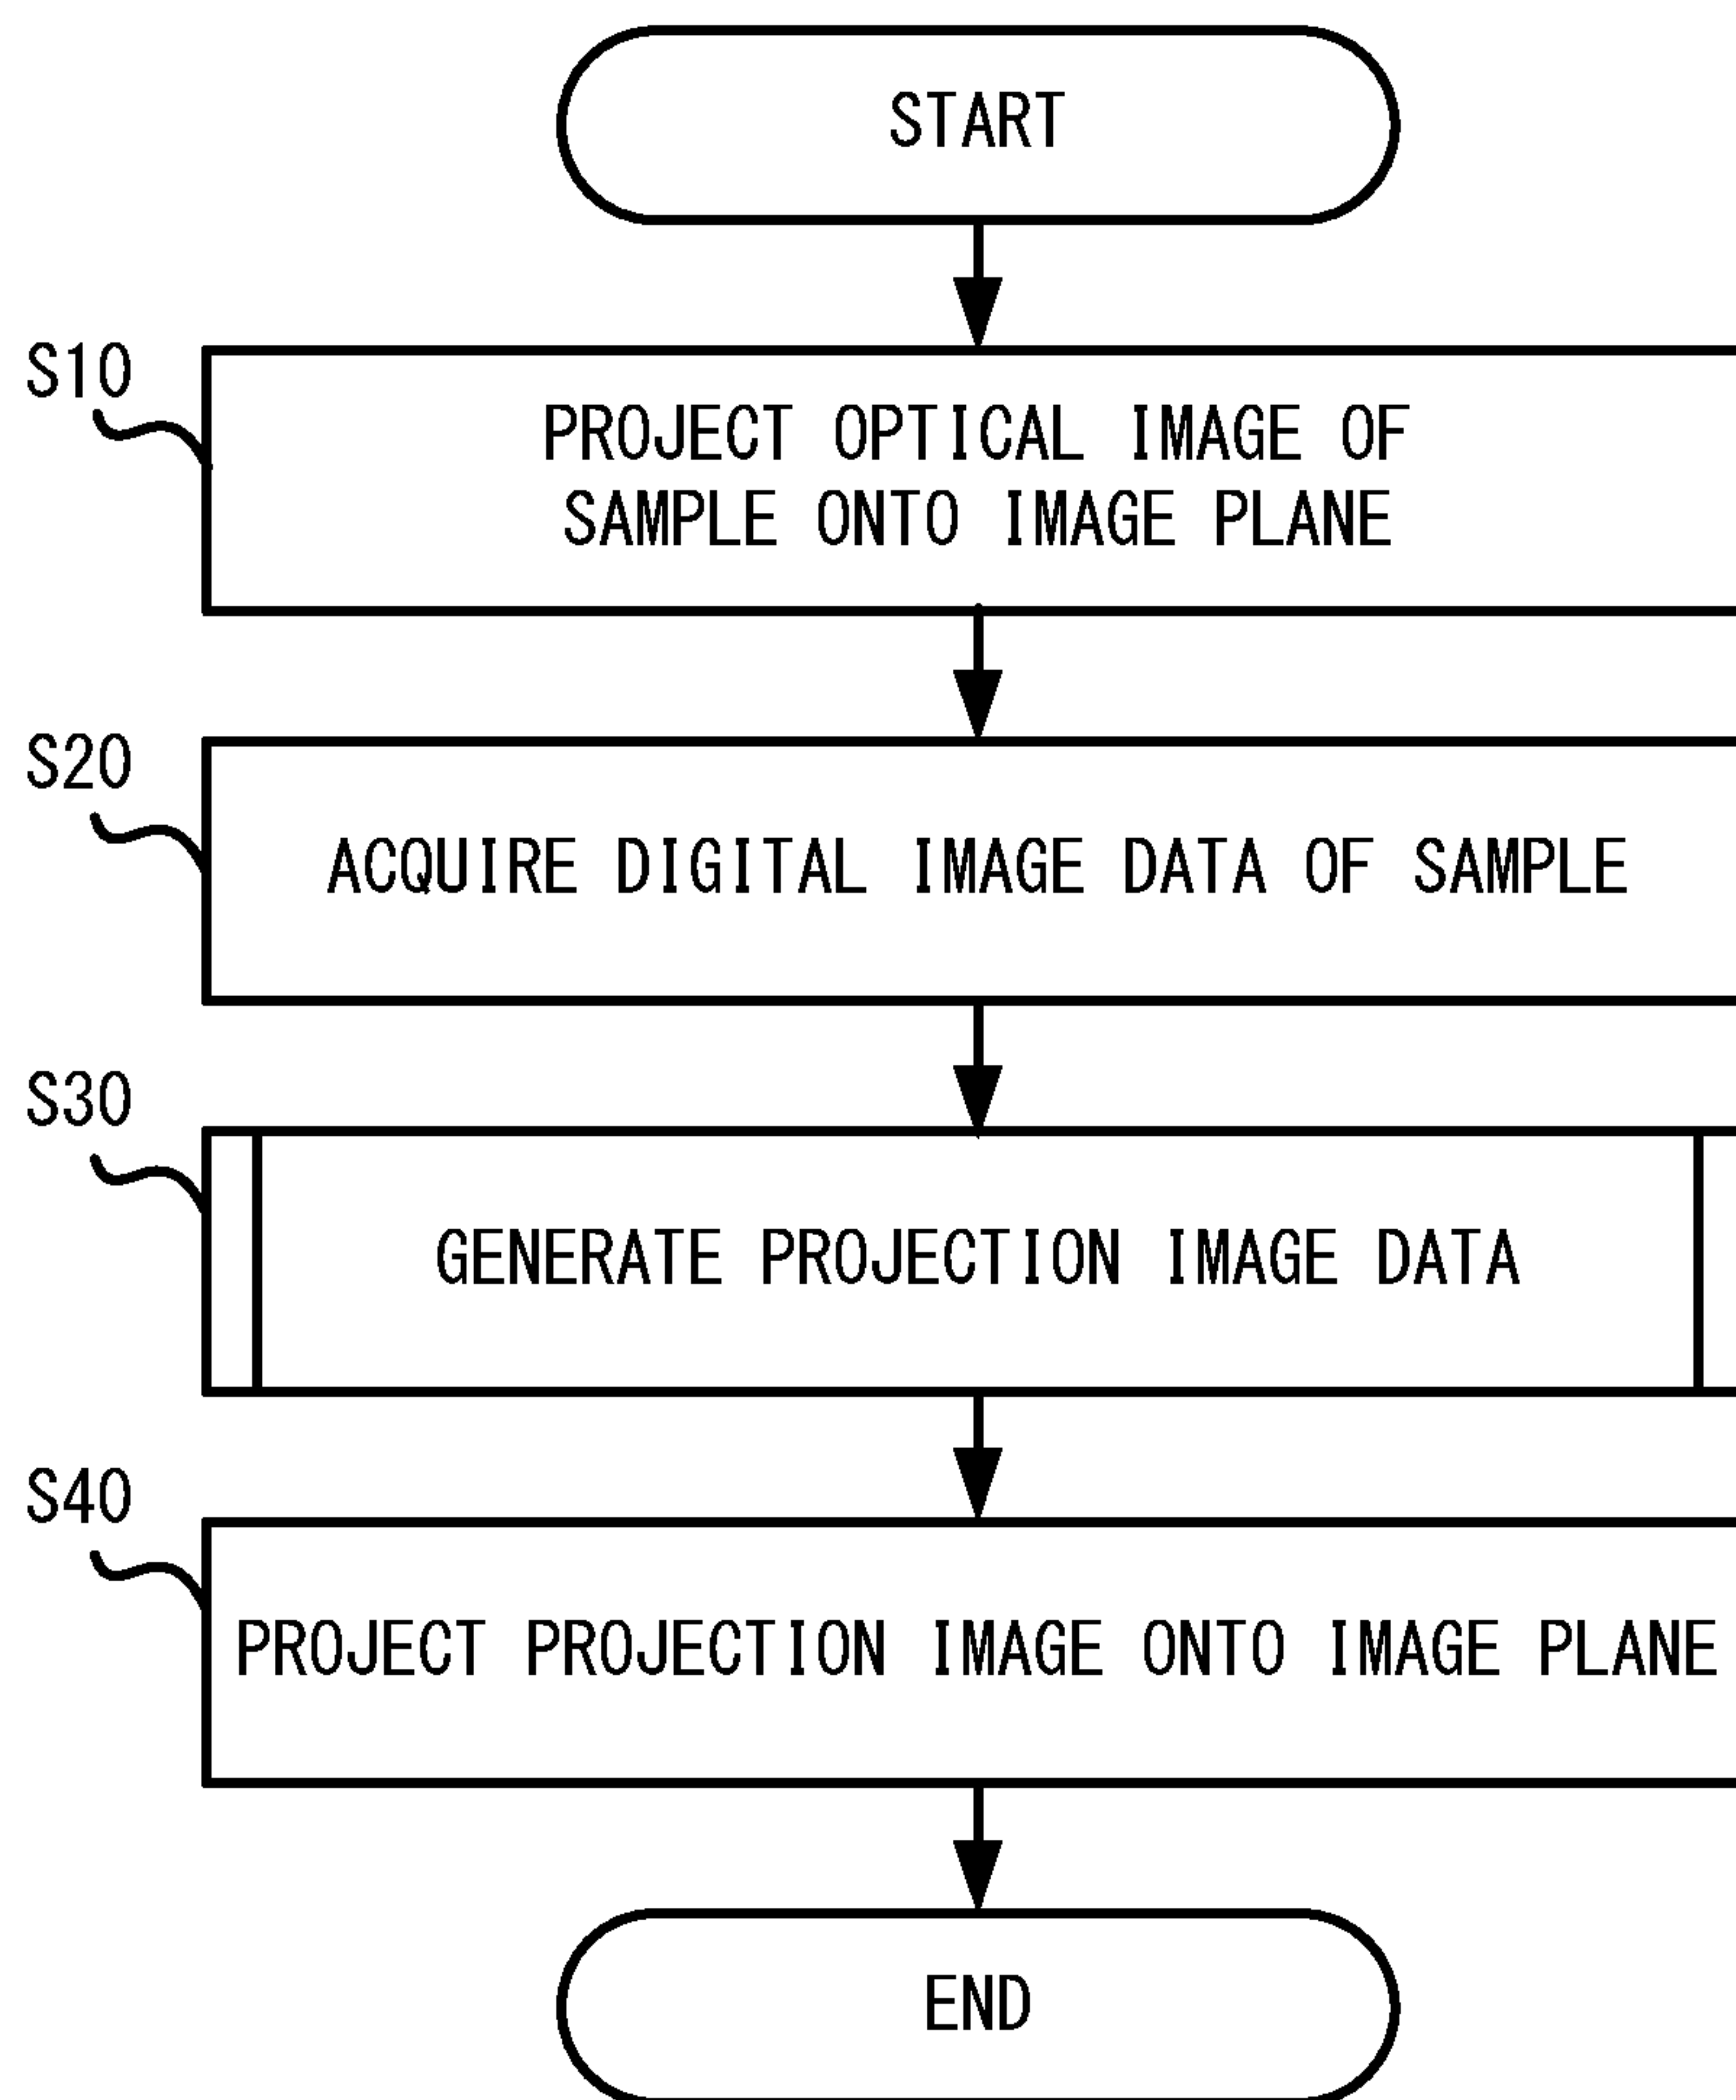 START
S10
PROJECT OPTICAL IMAGE OF
SAMPLE ONTO IMAGE PLANE
S20
ACQUIRE DIGITAL IMAGE DATA OF SAMPLE
S30
GENERATE PROJECTION IMAGE DATA
S40
PROJECT PROJECTION IMAGE ONTO IMAGE PLANE
END